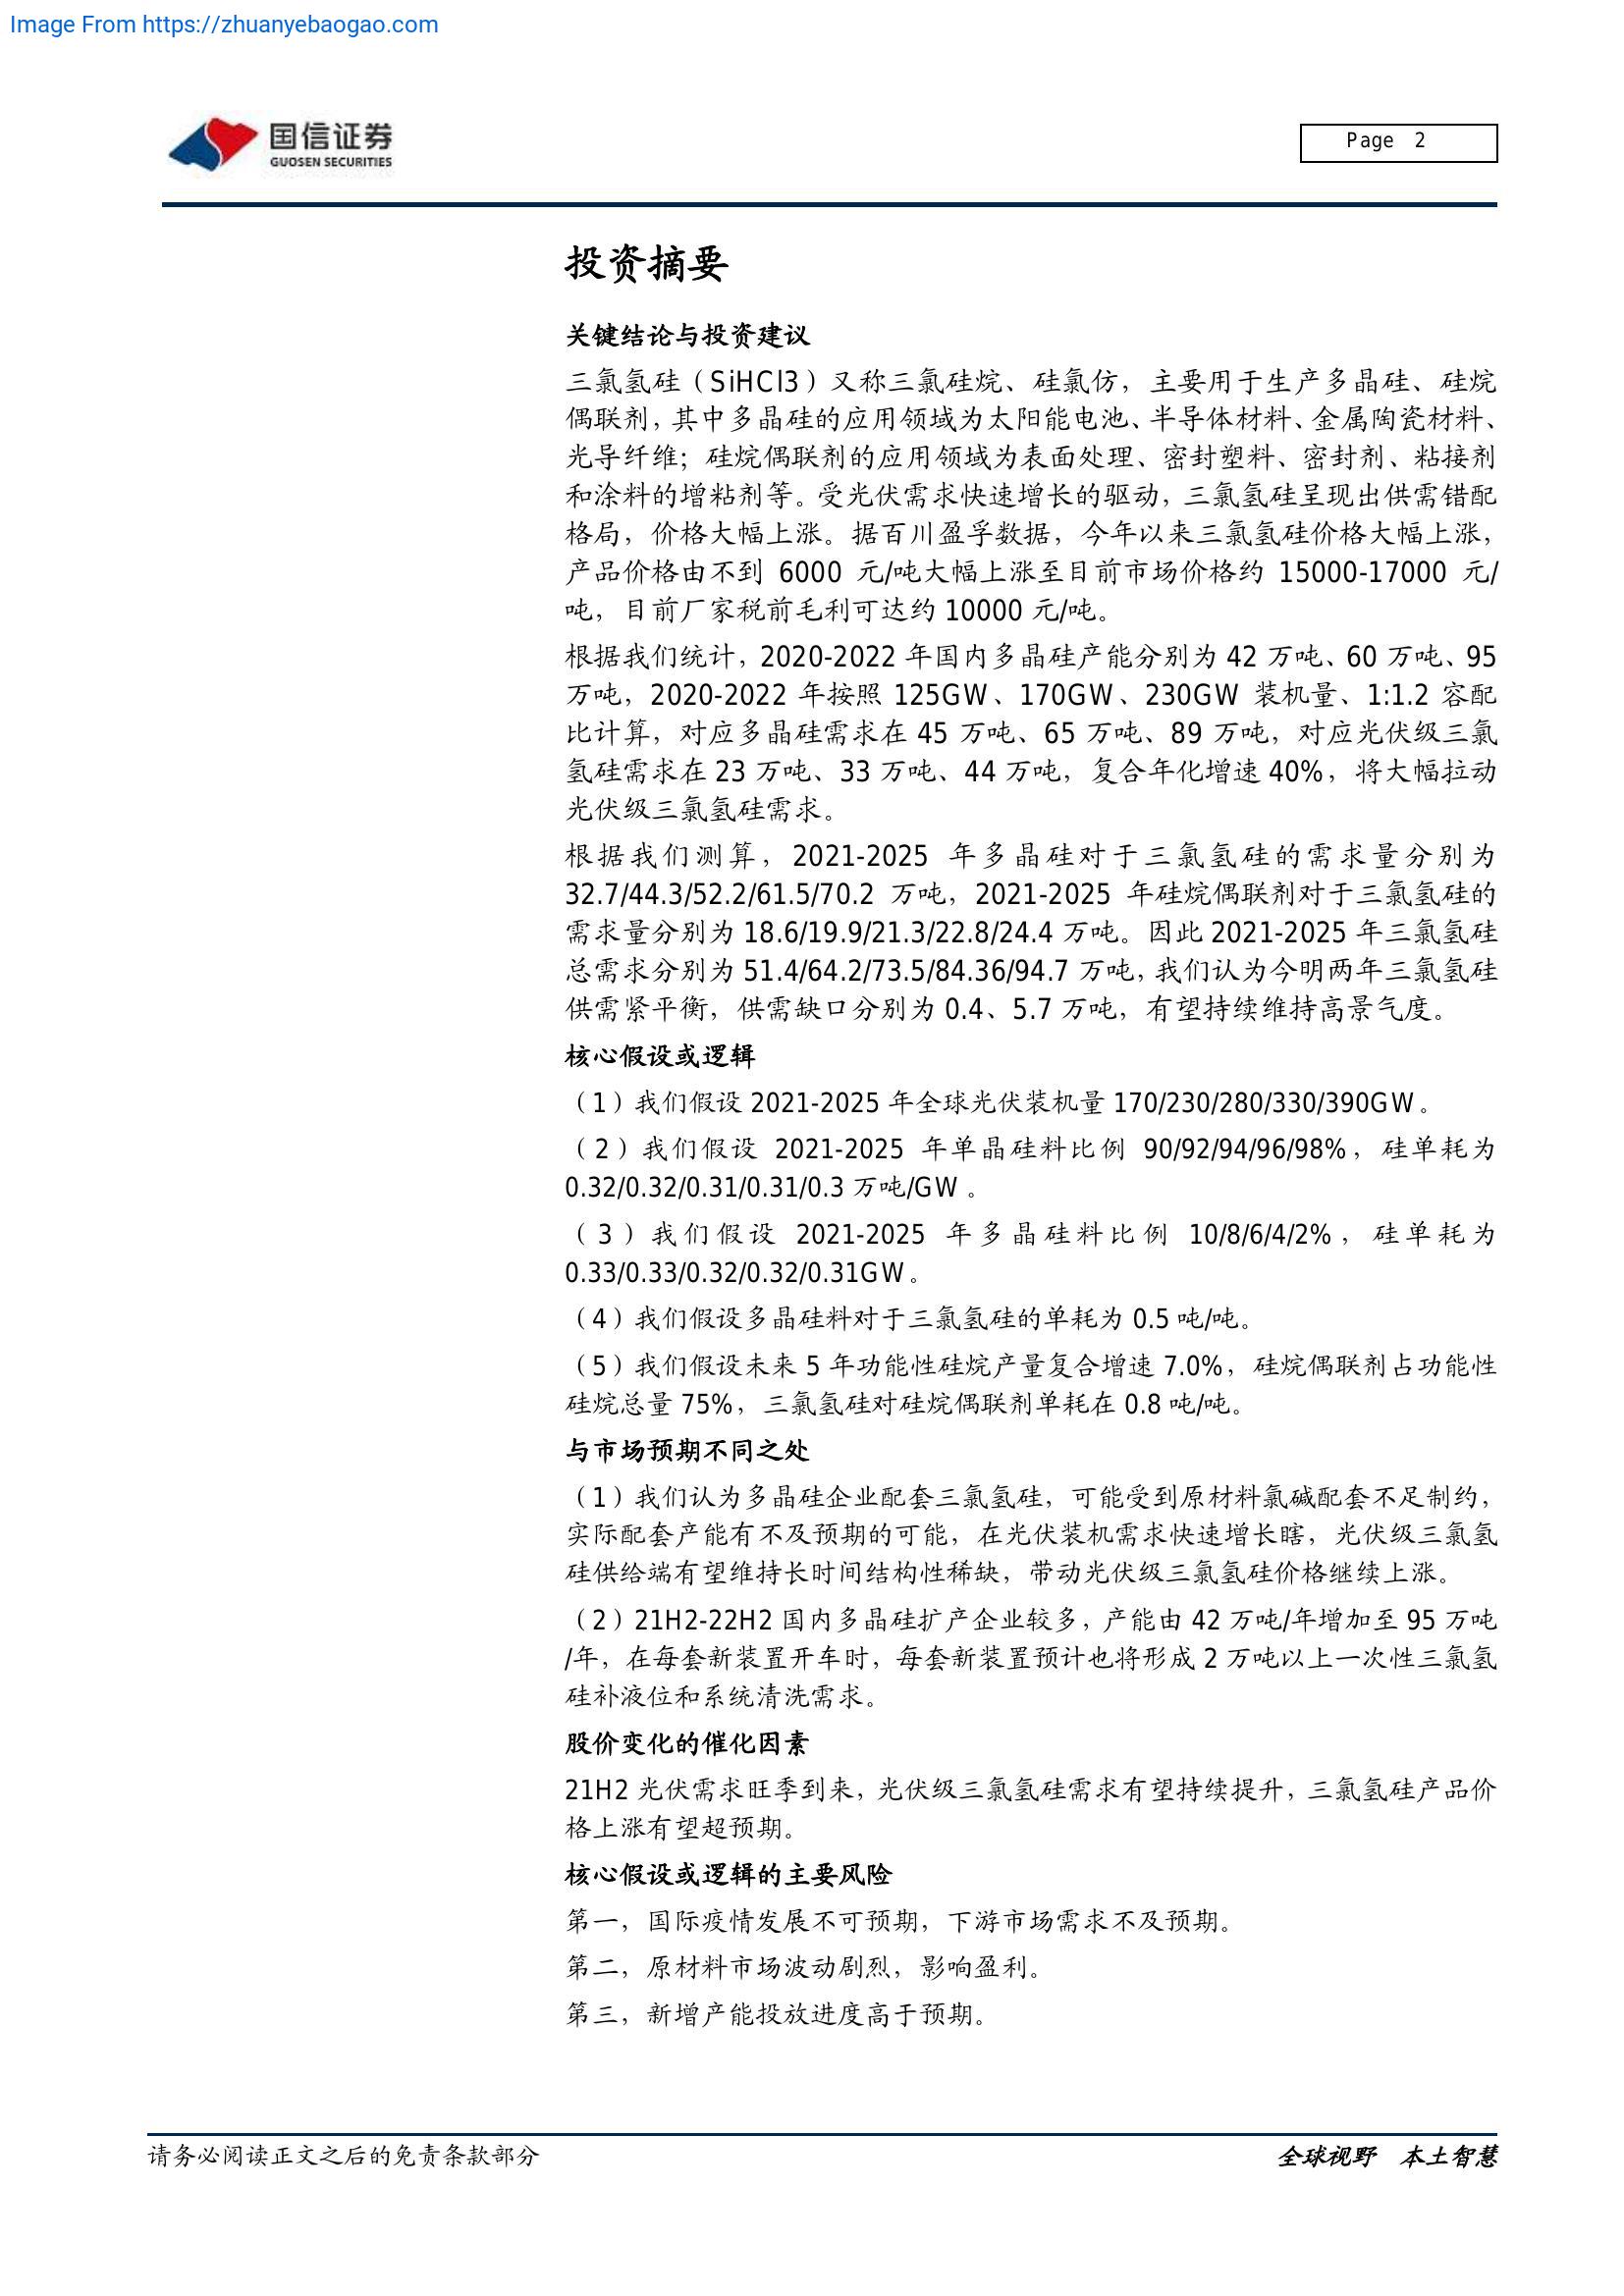 Image From https://zhuanyebaogao.com
国信证券
GUOSEN SECURITIES
Page 2
投资摘要
关键结论与投资建议
三氯氢硅（SiHCl3）又称三氯硅烷、硅氯仿，主要用于生产多晶硅、硅烷
偶联剂，其中多晶硅的应用领域为太阳能电池、半导体材料、金属陶瓷材料、
光导纤维；硅烷偶联剂的应用领域为表面处理、密封塑料、密封剂、粘接剂
和涂料的增粘剂等。受光伏需求快速增长的驱动，三氯氢硅呈现出供需错配
格局，价格大幅上涨。据百川盈孚数据，今年以来三氯氢硅价格大幅上涨，
产品价格由不到 6000 元/吨大幅上涨至目前市场价格约 15000-17000 元/
吨，目前厂家税前毛利可达约 10000 元/吨。
根据我们统计，2020-2022 年国内多晶硅产能分别为 42 万吨、60 万吨、95
万吨，2020-2022 年按照 125GW、170GW、230GW 装机量、1:1.2 容配
比计算，对应多晶硅需求在 45 万吨、65 万吨、89 万吨，对应光伏级三氯
氢硅需求在 23 万吨、33 万吨、44 万吨，复合年化增速 40%，将大幅拉动
光伏级三氯氢硅需求。
根据我们测算，2021-2025 年多晶硅对于三氯氢硅的需求量分别为
32.7/44.3/52.2/61.5/70.2 万吨，2021-2025 年硅烷偶联剂对于三氯氢硅的
需求量分别为 18.6/19.9/21.3/22.8/24.4 万吨。因此 2021-2025 年三氯氢硅
总需求分别为 51.4/64.2/73.5/84.36/94.7 万吨，我们认为今明两年三氯氢硅
供需紧平衡，供需缺口分别为 0.4、5.7 万吨，有望持续维持高景气度。
核心假设或逻辑
（1）我们假设 2021-2025 年全球光伏装机量 170/230/280/330/390GW。
（2）我们假设 2021-2025 年单晶硅料比例 90/92/94/96/98%，硅单耗为
0.32/0.32/0.31/0.31/0.3 万吨/GW。
（3）我们假设 2021-2025 年多晶硅料比例 10/8/6/4/2%，硅单耗为
0.33/0.33/0.32/0.32/0.31GW。
（4）我们假设多晶硅料对于三氯氢硅的单耗为 0.5 吨/吨。
（5）我们假设未来 5 年功能性硅烷产量复合增速 7.0%，硅烷偶联剂占功能性
硅烷总量 75%，三氯氢硅对硅烷偶联剂单耗在 0.8 吨/吨。
与市场预期不同之处
（1）我们认为多晶硅企业配套三氯氢硅，可能受到原材料氯碱配套不足制约，
实际配套产能有不及预期的可能，在光伏装机需求快速增长瞎，光伏级三氯氢
硅供给端有望维持长时间结构性稀缺，带动光伏级三氯氢硅价格继续上涨。
（2）21H2-22H2 国内多晶硅扩产企业较多，产能由 42 万吨/年增加至 95 万吨
/年，在每套新装置开车时，每套新装置预计也将形成 2 万吨以上一次性三氯氢
硅补液位和系统清洗需求。
股价变化的催化因素
21H2 光伏需求旺季到来，光伏级三氯氢硅需求有望持续提升，三氯氢硅产品价
格上涨有望超预期。
核心假设或逻辑的主要风险
第一，国际疫情发展不可预期，下游市场需求不及预期。
第二，原材料市场波动剧烈，影响盈利。
第三，新增产能投放进度高于预期。
请务必阅读正文之后的免责条款部分
全球视野 本土智慧